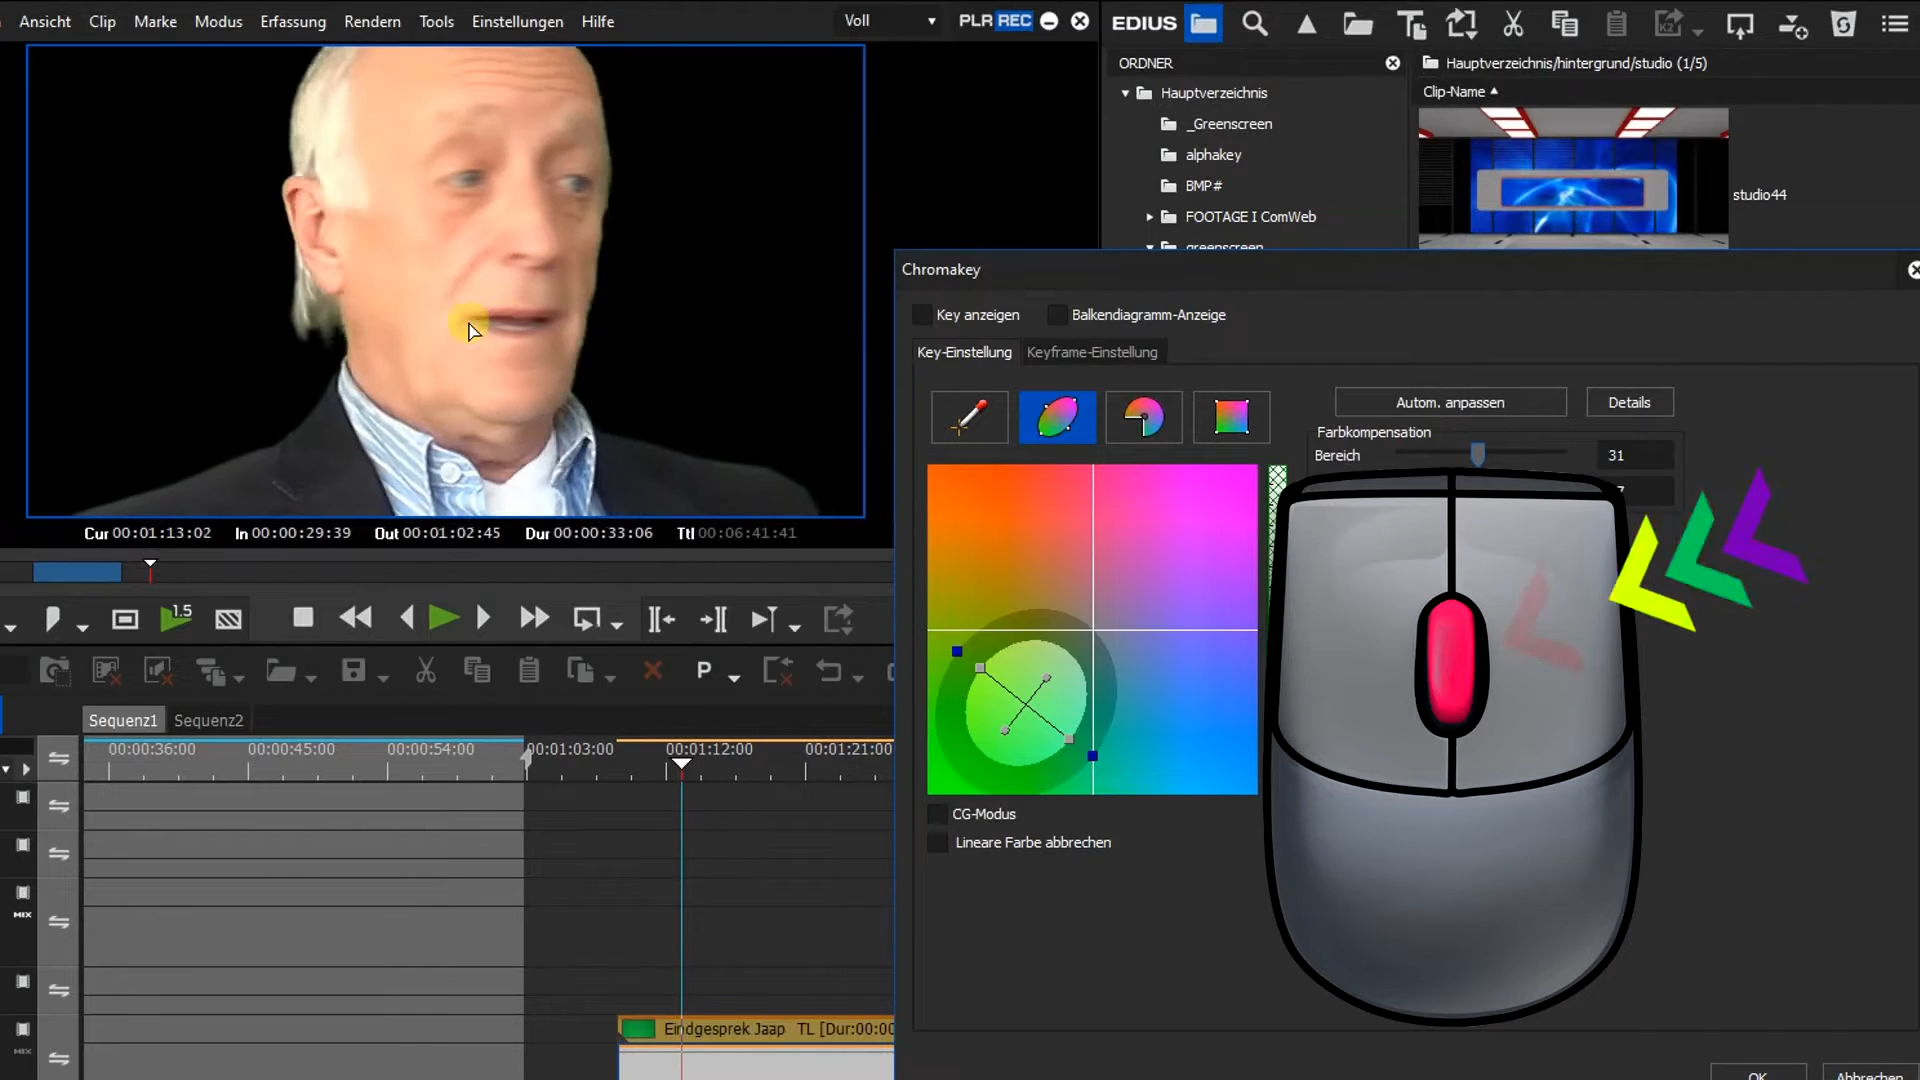 Ansicht Clip Marke Modus Erfassung Rendern Tools Einstellungen Hilfe
Voll
PLR REC
EDIUS
ORDNER
Hauptverzeichnis
_Greenscreen
alphakey
BMP#
FOOTAGE I ComWeb
greenscreen
Hauptverzeichnis/hintergrund/studio (1/5)
Clip-Name
studio44
Cur 00:01:13:02 In 00:00:29:39 Out 00:01:02:45 Dur 00:00:33:06 Ttl 00:06:41:41
1.5
P
Sequenz1 Sequenz2
00:00:36:00 00:00:45:00 00:00:54:00 00:01:03:00 00:01:12:00 00:01:21:00
MIX
MIX
Eindgesprek Jaap TL [Dur:00:00
Chromakey
Key anzeigen
Balkendiagramm-Anzeige
Key-Einstellung
Keyframe-Einstellung
Autom. anpassen
Details
Farbkompensation
Bereich
31
CG-Modus
Lineare Farbe abbrechen
OK
Abbrechen